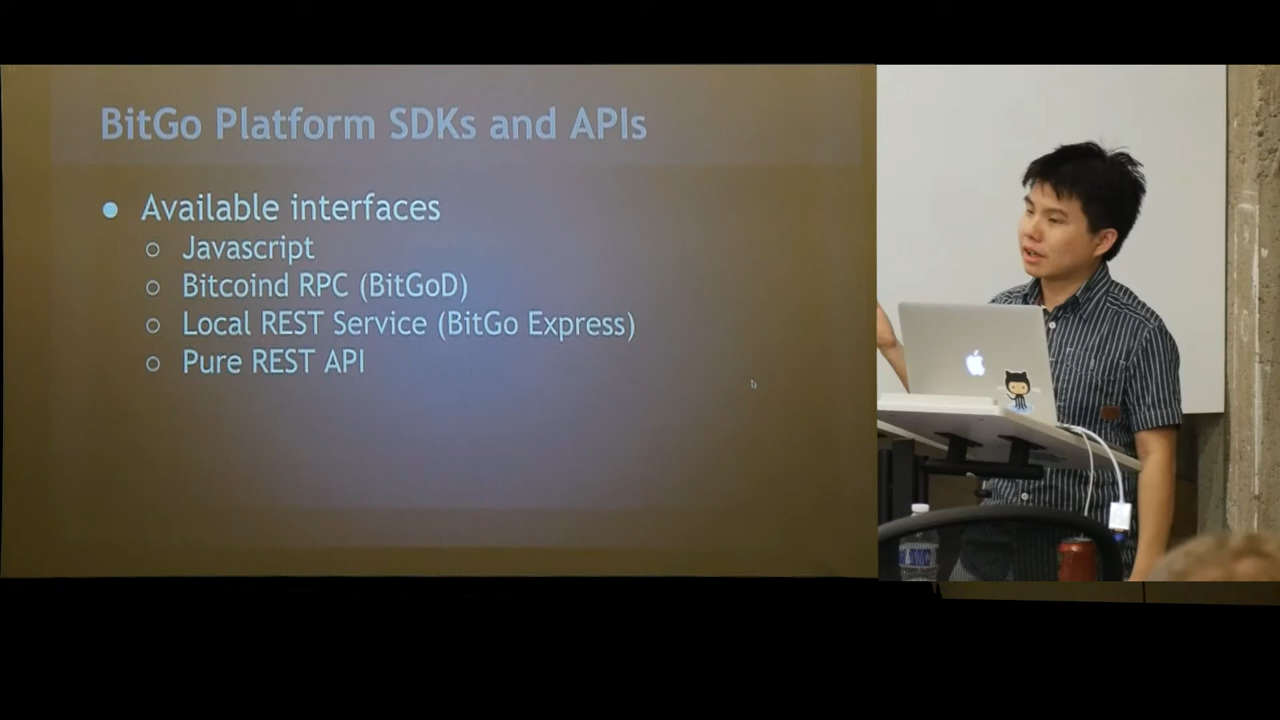 BitGo Platform SDKs and APIs
● Available interfaces
○ Javascript
○ Bitcoind RPC (BitGoD)
○ Local REST Service (BitGo Express)
○ Pure REST API